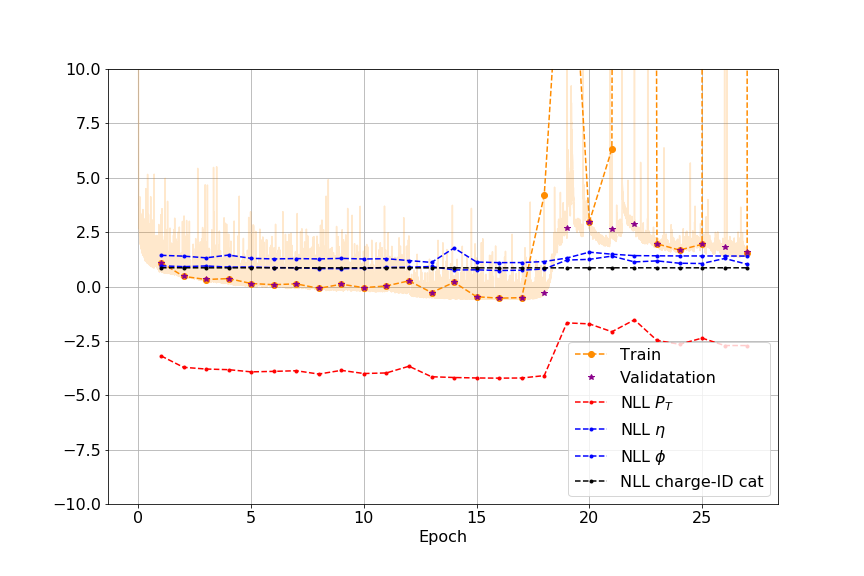 10.0
7.5
5.0
2.5
0.0
−2.5
−5.0
−7.5
−10.0
0 5 10 15 20 25
Epoch
Train
Validatation
NLL P_T
NLL η
NLL ϕ
NLL charge-ID cat